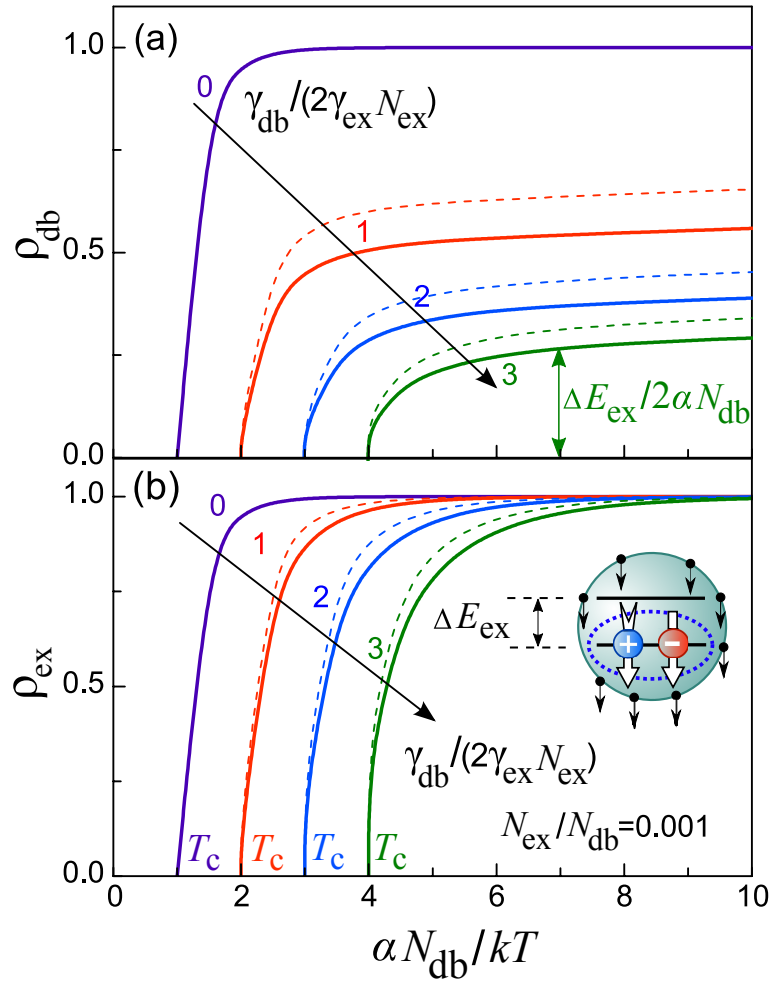 (a)
1.0
0.5
0.0
ρdb
0
γdb/(2γexNex)
1
2
3
ΔEex/2αNdb
(b)
1.0
0.5
0.0
ρex
0
1
2
3
ΔEex
+
−
γdb/(2γexNex)
Nex/Ndb=0.001
Tc
Tc
Tc
Tc
0
2
4
6
8
10
αNdb/kT